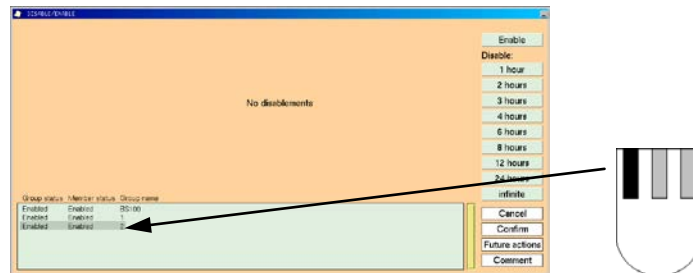 DISABLE/ENABLE
Enable
Disable:
1 hour
2 hours
3 hours
No disablements
4 hours
6 hours
8 hours
12 hours
24 hours
infinite
Group status Member status Group name
Enabled Enabled BS100
Enabled Enabled 1
Enabled Enabled 2
Cancel
Confirm
Future actions
Comment